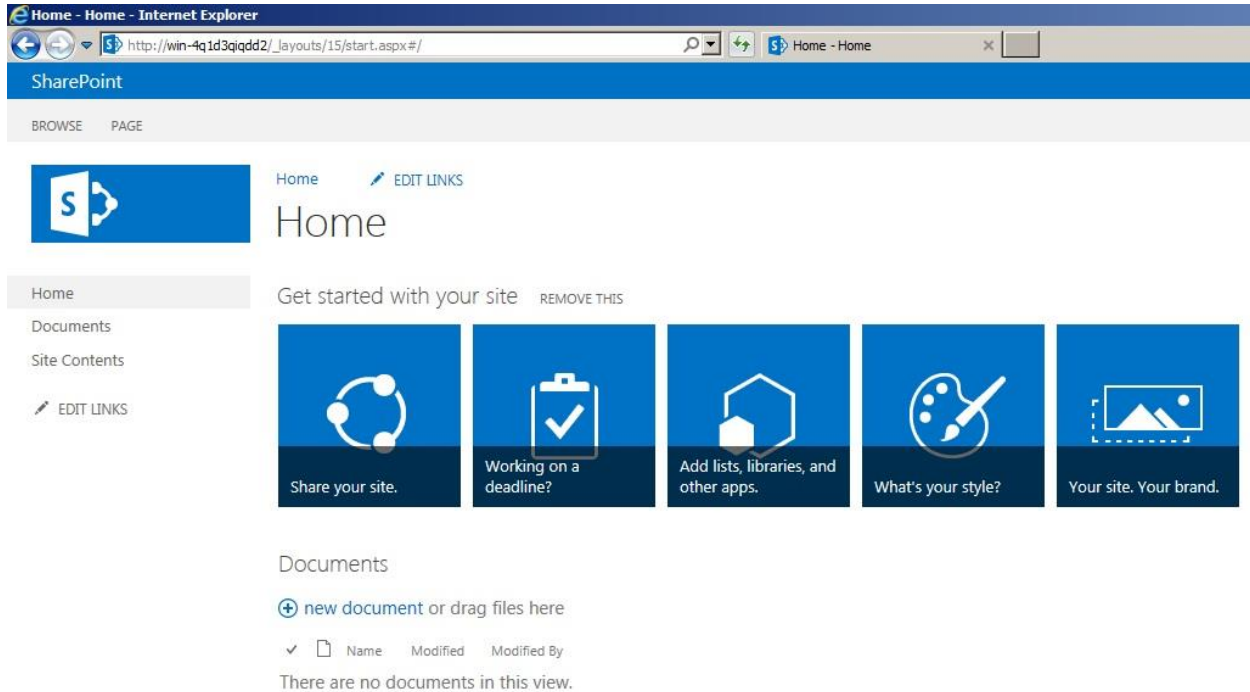 Home - Home - Internet Explorer
http://win-4q1d3qiqdd2/_layouts/15/start.aspx#/
Home - Home
SharePoint
BROWSE PAGE
S
Home EDIT LINKS
Home
Home
Documents
Site Contents
EDIT LINKS
Get started with your site REMOVE THIS
Share your site.
Working on a
deadline?
Add lists, libraries, and
other apps.
What's your style?
Your site. Your brand.
Documents
new document or drag files here
Name Modified Modified By
There are no documents in this view.